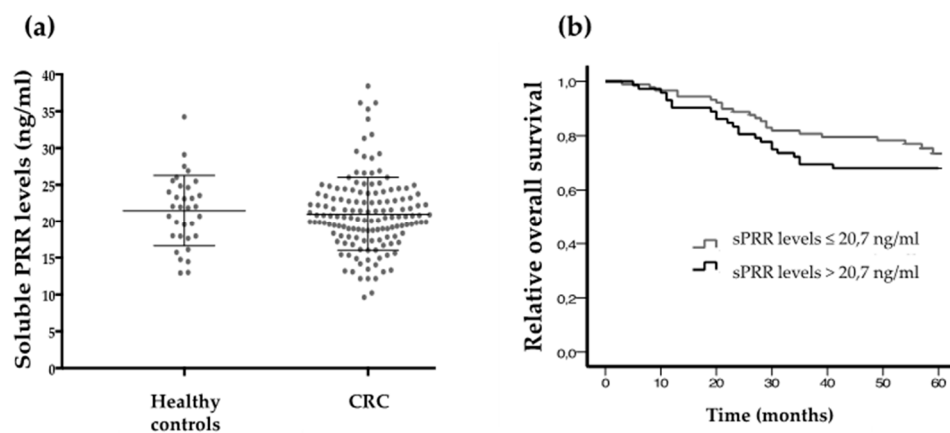 (a)
Soluble PRR levels (ng/ml)
40
35
30
25
20
15
10
5
0
Healthy
controls
CRC
(b)
Relative overall survival
1,0
0,8
0,6
0,4
0,2
0,0
sPRR levels ≤ 20,7 ng/ml
sPRR levels > 20,7 ng/ml
0
10
20
30
40
50
60
Time (months)